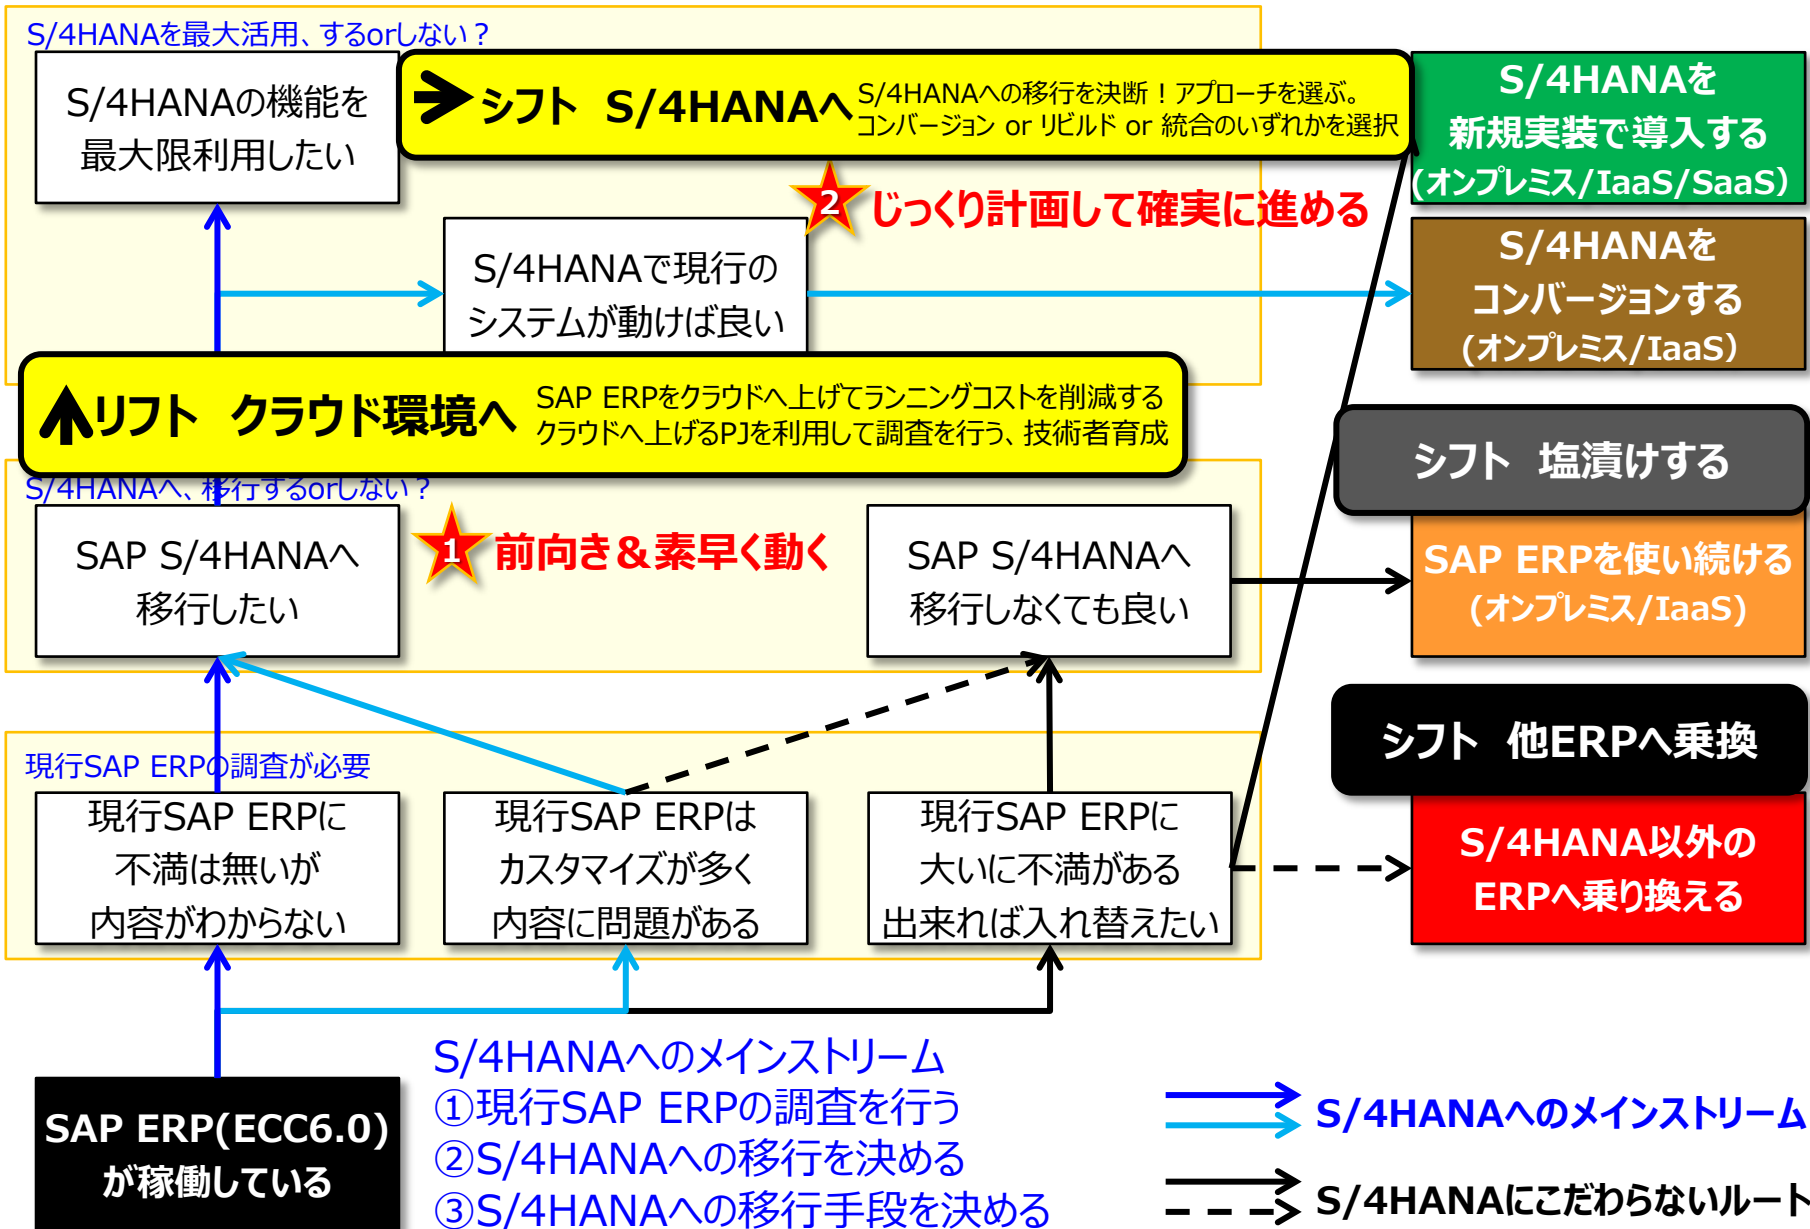 S/4HANAを最大活用、するorしない？
S/4HANAの機能を
最大限利用したい
シフト　S/4HANAへ
S/4HANAへの移行を決断！アプローチを選ぶ。
コンバージョン or リビルド or 統合のいずれかを選択
S/4HANAを
新規実装で導入する
(オンプレミス/IaaS/SaaS）
2
じっくり計画して確実に進める
S/4HANAで現行の
システムが動けば良い
S/4HANAを
コンバージョンする
(オンプレミス/IaaS）
リフト　クラウド環境へ
SAP ERPをクラウドへ上げてランニングコストを削減する
クラウドへ上げるPJを利用して調査を行う、技術者育成
シフト　塩漬けする
S/4HANAへ、移行するorしない？
SAP S/4HANAへ
移行したい
1
前向き＆素早く動く
SAP S/4HANAへ
移行しなくても良い
SAP ERPを使い続ける
(オンプレミス/IaaS)
シフト　他ERPへ乗換
現行SAP ERPの調査が必要
現行SAP ERPに
不満は無いが
内容がわからない
現行SAP ERPは
カスタマイズが多く
内容に問題がある
現行SAP ERPに
大いに不満がある
出来れば入れ替えたい
S/4HANA以外の
ERPへ乗り換える
SAP ERP(ECC6.0)
が稼働している
S/4HANAへのメインストリーム
①現行SAP ERPの調査を行う
②S/4HANAへの移行を決める
③S/4HANAへの移行手段を決める
S/4HANAへのメインストリーム
S/4HANAにこだわらないルート